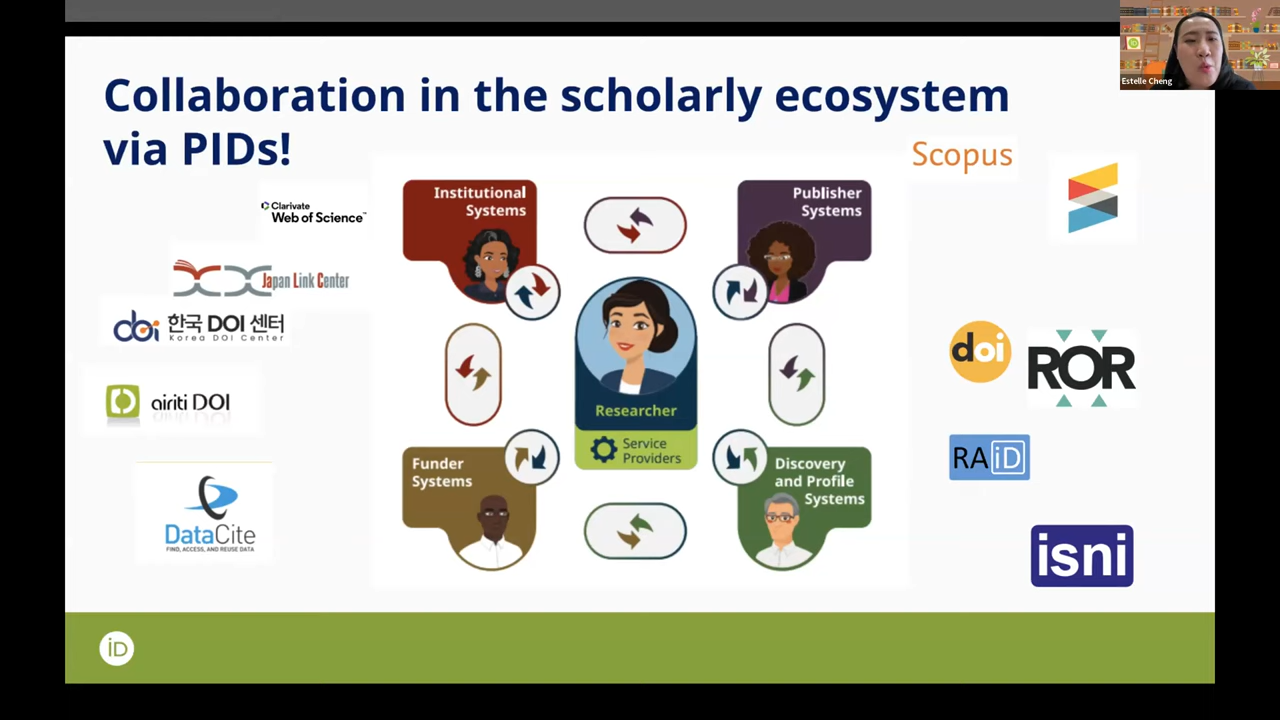 Collaboration in the scholarly ecosystem
via PIDs!
Estelle Cheng
Scopus
Clarivate
Web of Science™
Japan Link Center
doi 한국 DOI 센터
Korea DOI Center
airiti DOI
DataCite
FIND, ACCESS, AND REUSE DATA
Institutional
Systems
Publisher
Systems
Researcher
Service
Providers
Funder
Systems
Discovery
and Profile
Systems
doi
ROR
RAiD
isni
iD